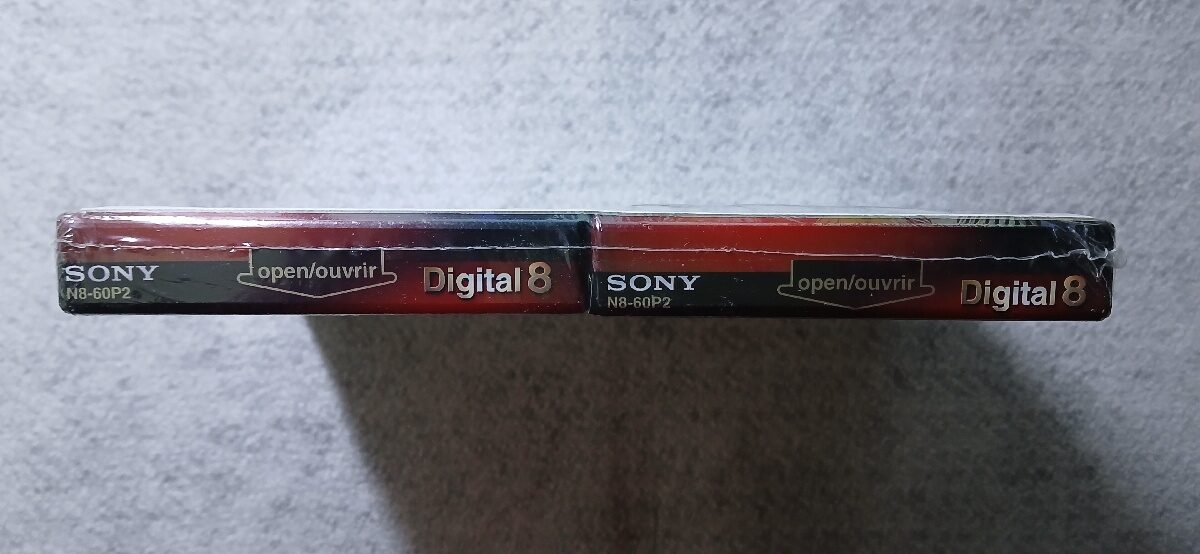 SONY
N8-60P2
open/ouvrir
Digital 8
SONY
N8-60P2
open/ouvrir
Digital 8